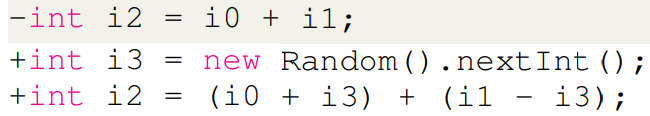 -int i2 = i0 + i1;
+int i3 = new Random().nextInt();
+int i2 = (i0 + i3) + (i1 - i3);